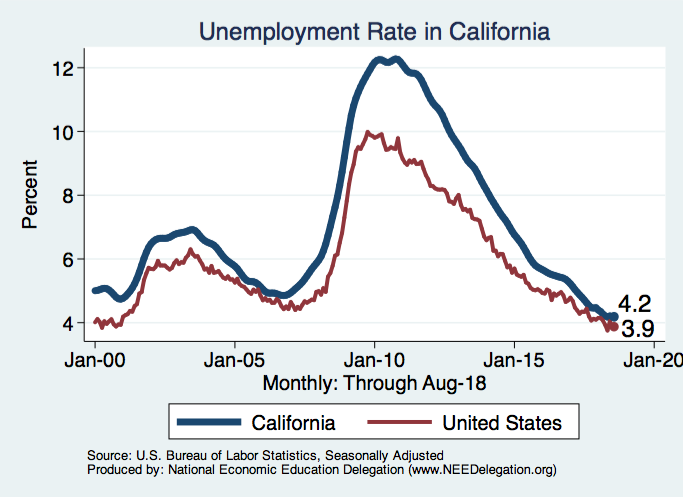 Unemployment Rate in California
Percent
12
10
8
6
4
4.2
3.9
Jan-00 Jan-05 Jan-10 Jan-15 Jan-20
Monthly: Through Aug-18
California United States
Source: U.S. Bureau of Labor Statistics, Seasonally Adjusted
Produced by: National Economic Education Delegation (www.NEEDelegation.org)